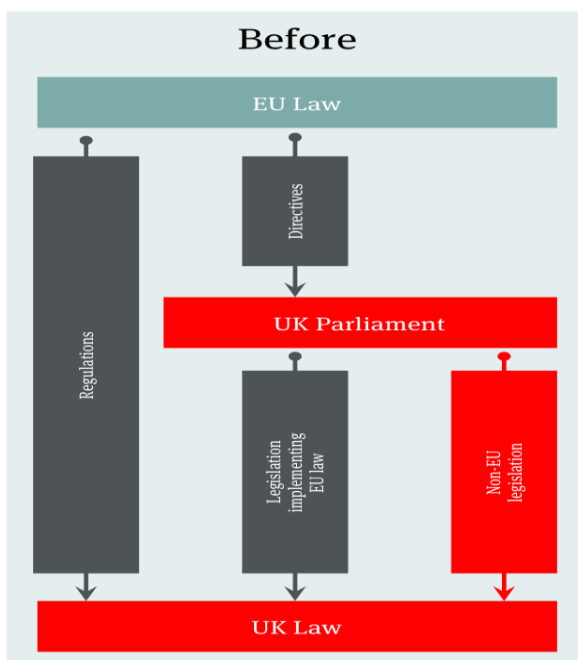 Before
EU Law
Directives
UK Parliament
Regulations
Legislation
implementing
EU law
Non-EU
legislation
UK Law